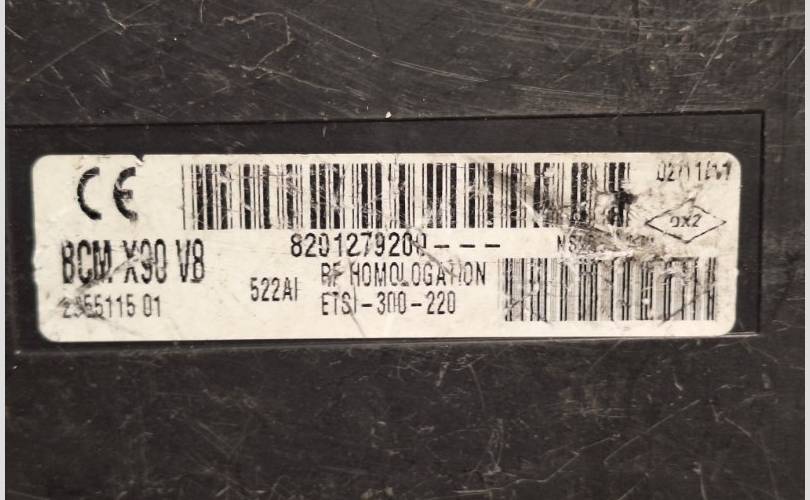 CE
8201279200---
BCM X90 V8
522AI
RF HOMOLOGATION
ETSI-300-220